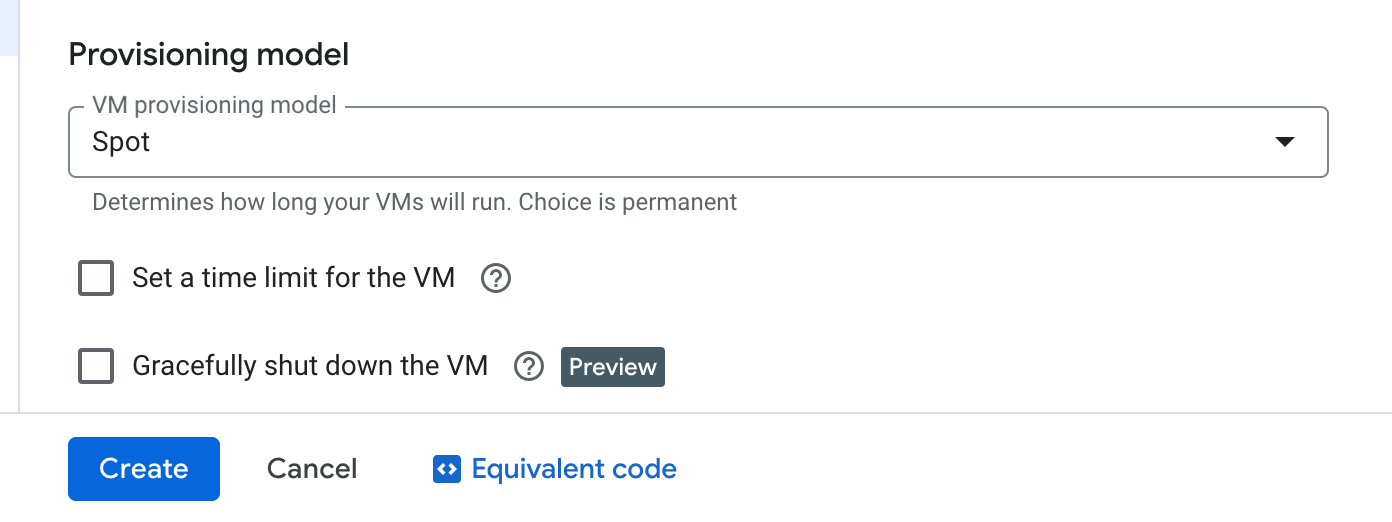 Provisioning model
VM provisioning model
Spot
Determines how long your VMs will run. Choice is permanent
Set a time limit for the VM
Gracefully shut down the VM Preview
Create Cancel Equivalent code